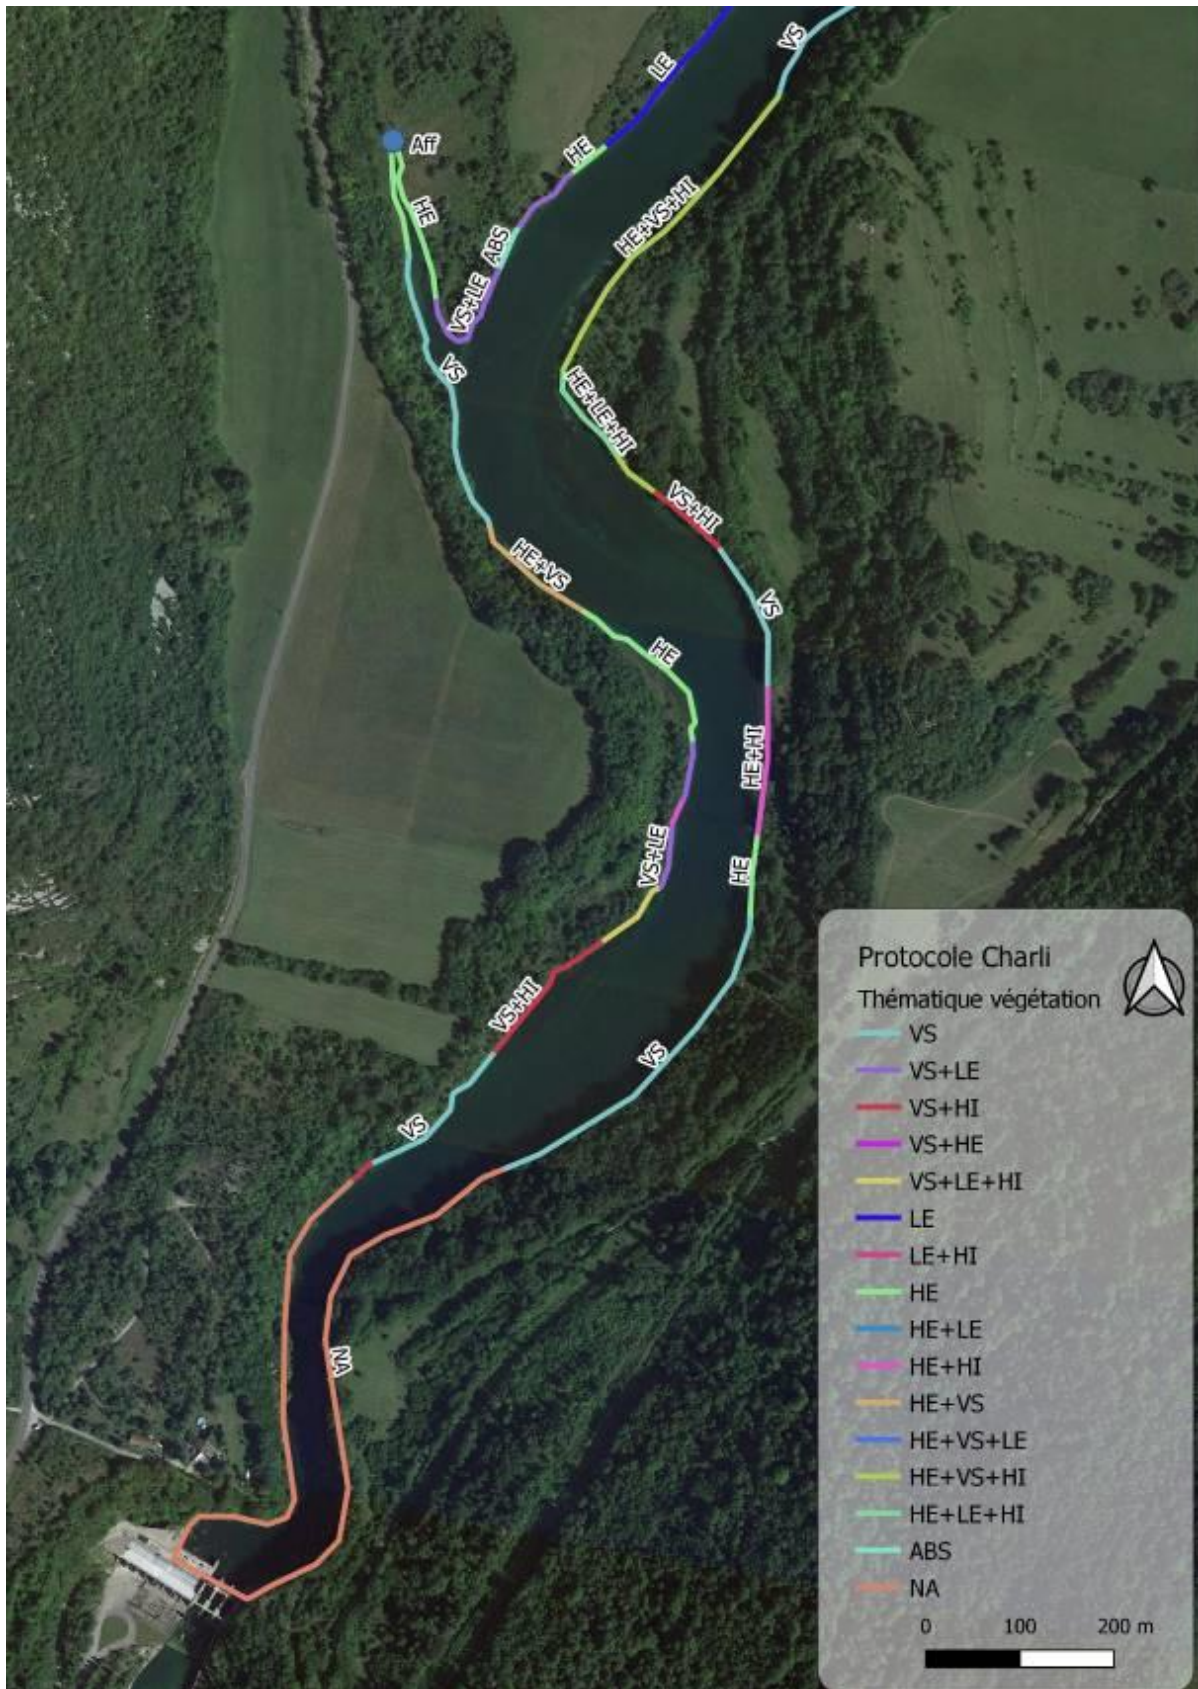 VS
LE
HE
Aff
HE
HE+VS+HI
ABS
VS+LE
VS
HE+LE+HI
VS+HI
HE+VS
VS
HE
HE+HI
VS+LE
HE
VS+HI
VS
VS
NA
Protocole Charli
Thématique végétation
VS
VS+LE
VS+HI
VS+HE
VS+LE+HI
LE
LE+HI
HE
HE+LE
HE+HI
HE+VS
HE+VS+LE
HE+VS+HI
HE+LE+HI
ABS
NA
0 100 200 m